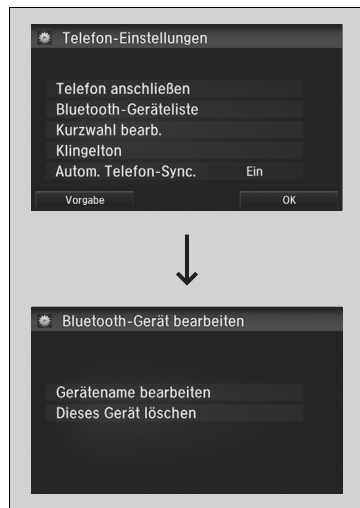 Telefon-Einstellungen
Telefon anschließen
Bluetooth-Geräteliste
Kurzwahl bearb.
Klingelton
Autom. Telefon-Sync. Ein
Vorgabe OK
Bluetooth-Gerät bearbeiten
Gerätename bearbeiten
Dieses Gerät löschen